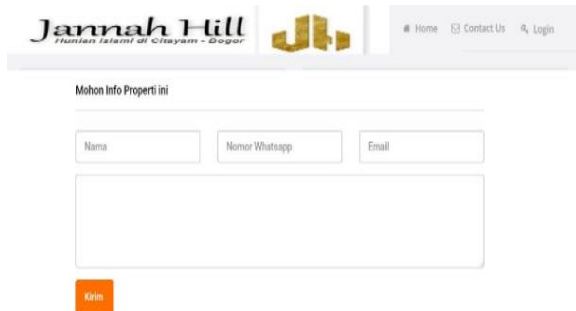 Jannah Hill
Hunian Islami di Citayam - Bogor
Home Contact Us Login
Mohon Info Properti ini
Nama Nomor Whatsapp Email
Kirim